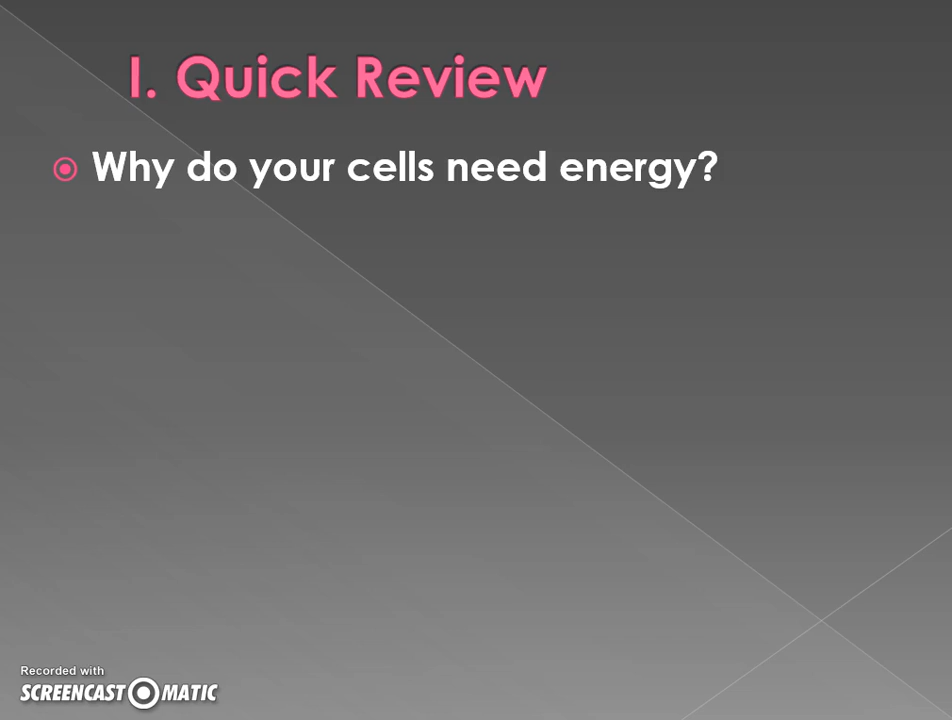 I. Quick Review
Why do your cells need energy?
Recorded with
SCREENCAST MATIC